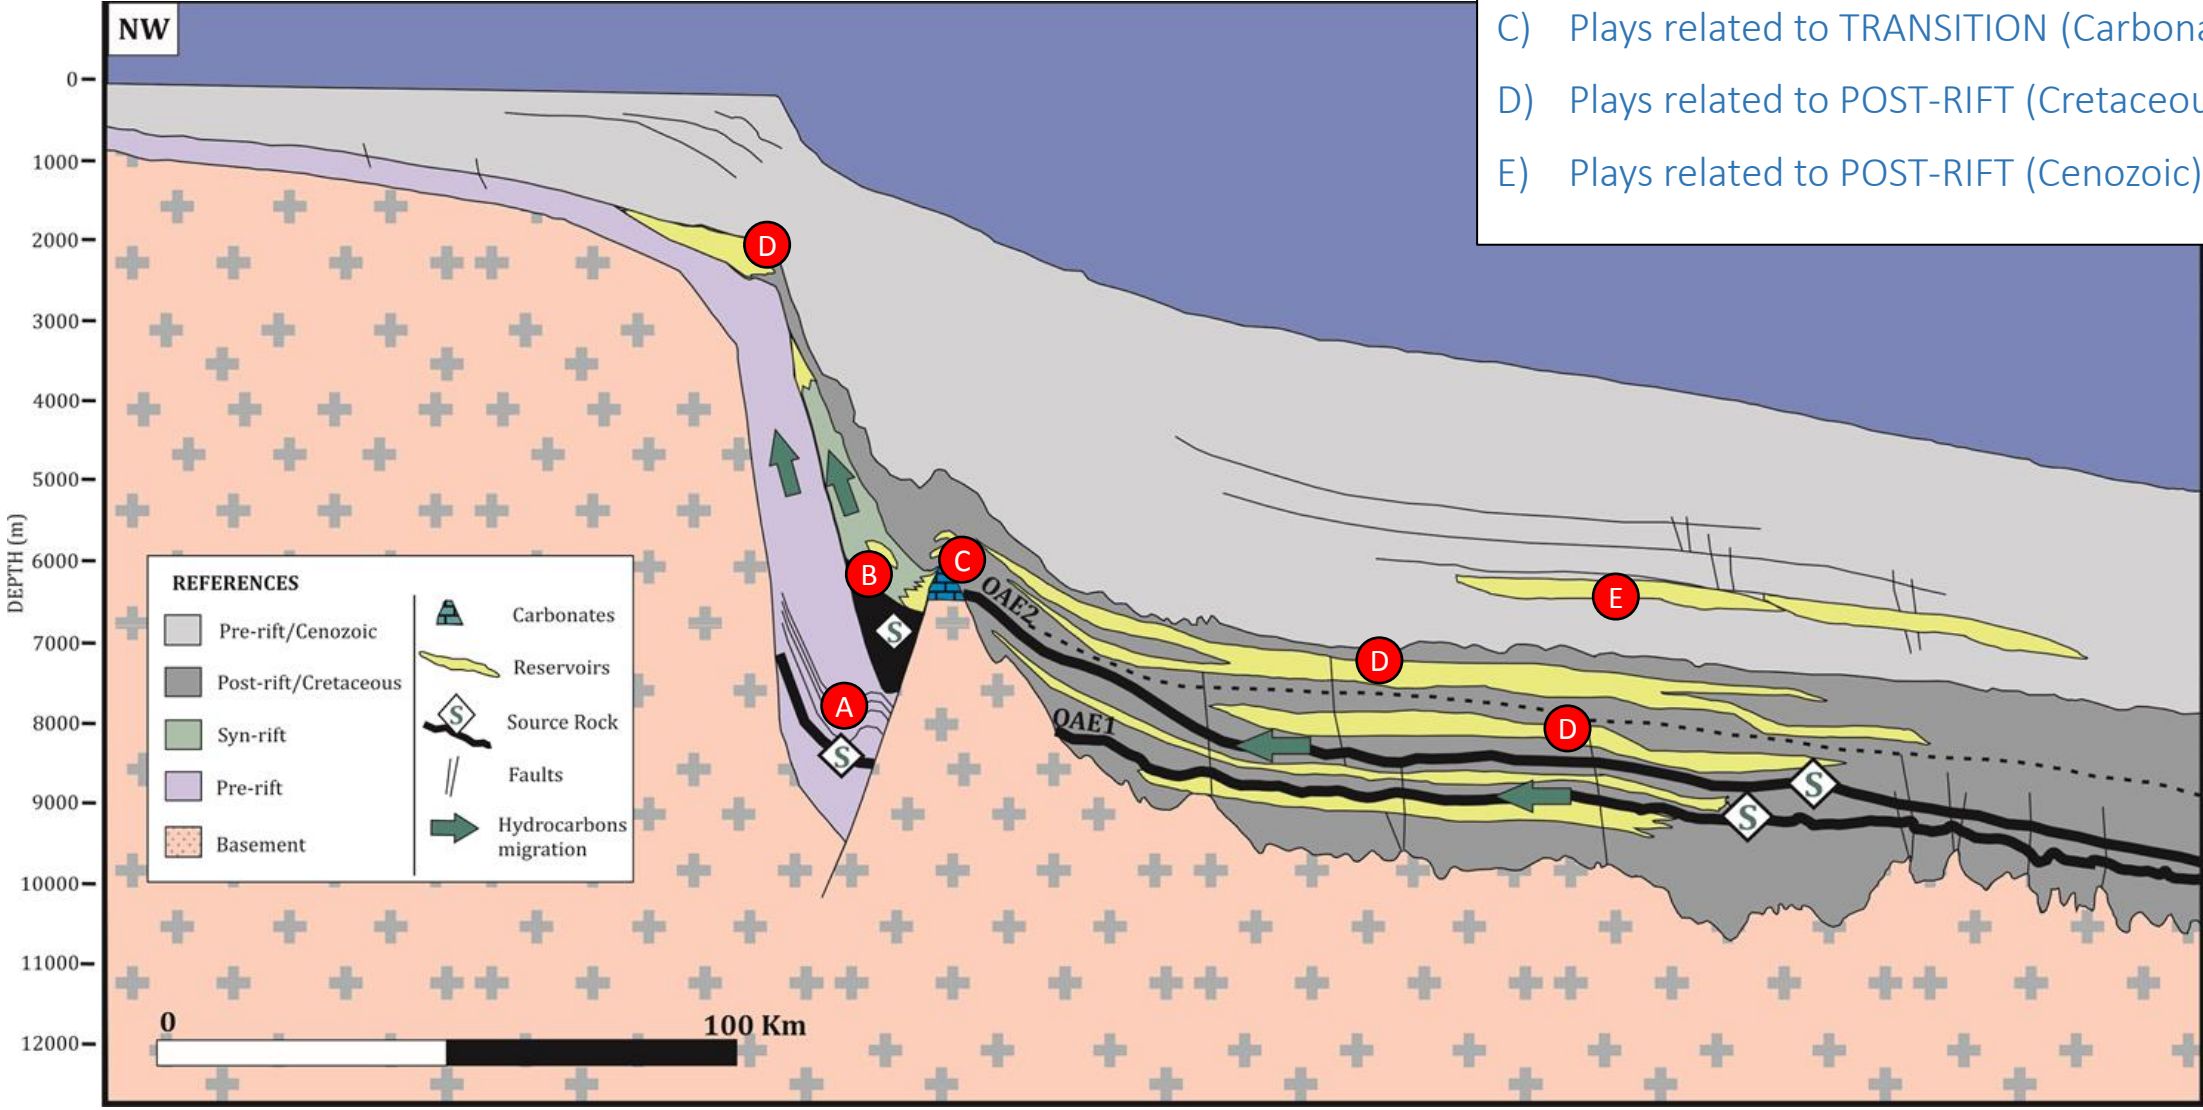 NW
C) Plays related to TRANSITION (Carbona
D) Plays related to POST-RIFT (Cretaceou
E) Plays related to POST-RIFT (Cenozoic)
DEPTH (m)
0
1000
2000
3000
4000
5000
6000
7000
8000
9000
10000
11000
12000
D
B
C
A
E
D
D
OAE2
OAE1
S
S
S
S
REFERENCES
Pre-rift/Cenozoic
Post-rift/Cretaceous
Syn-rift
Pre-rift
Basement
Carbonates
Reservoirs
S
Source Rock
Faults
Hydrocarbons
migration
0
100 Km